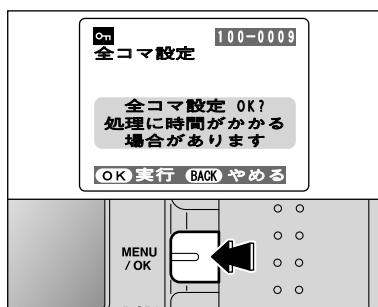 100-0009
全コマ設定
全コマ設定 OK?
処理に時間がかかる
場合があります
OK 実行 BACK やめる
MENU
/OK